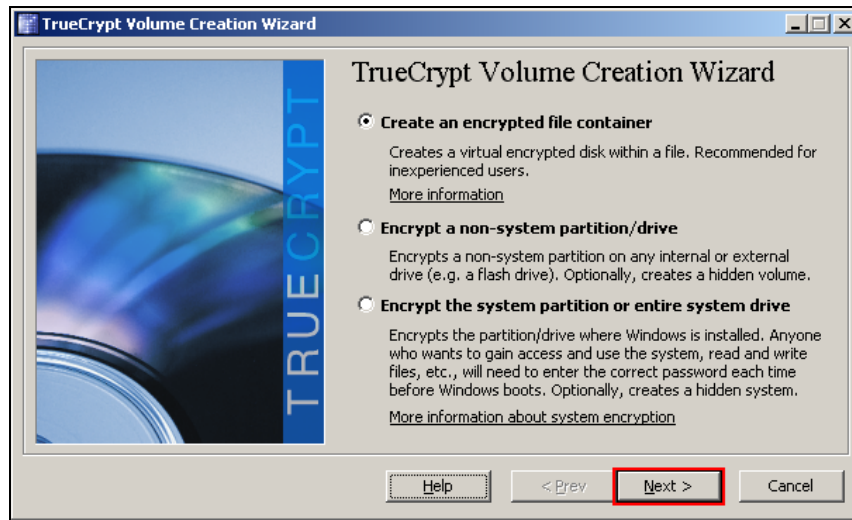 TrueCrypt Volume Creation Wizard
TRUECRYPT
TrueCrypt Volume Creation Wizard
Create an encrypted file container
Creates a virtual encrypted disk within a file. Recommended for
inexperienced users.
More information
Encrypt a non-system partition/drive
Encrypts a non-system partition on any internal or external
drive (e.g. a flash drive). Optionally, creates a hidden volume.
Encrypt the system partition or entire system drive
Encrypts the partition/drive where Windows is installed. Anyone
who wants to gain access and use the system, read and write
files, etc., will need to enter the correct password each time
before Windows boots. Optionally, creates a hidden system.
More information about system encryption
Help < Prev Next > Cancel